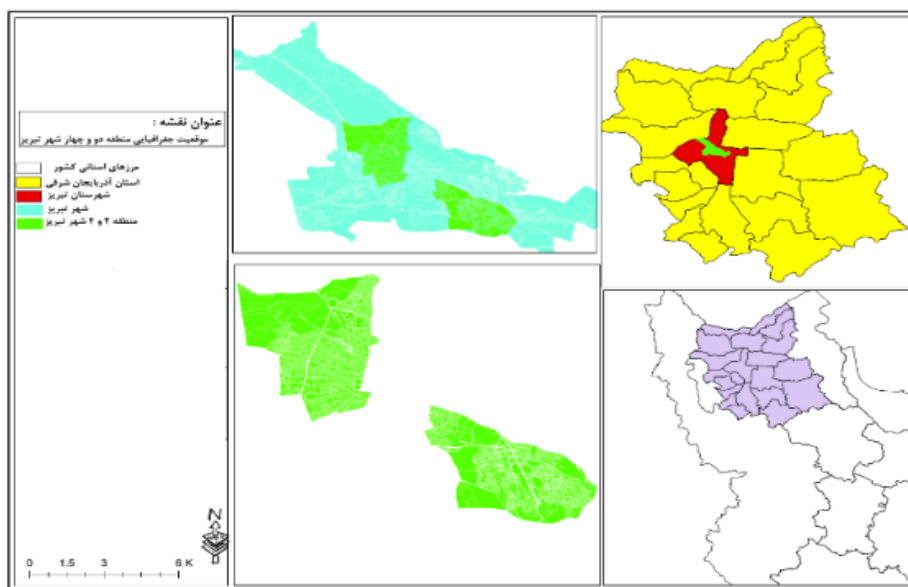 عنوان نقشه :
موقعیت جغرافیایی منطقه دو و چهار شهر تبریز
مرزهای استانی کشور
استان آذربایجان شرقی
شهرستان تبریز
شهر تبریز
منطقه ۲ و ۴ شهر تبریز
N
0 1.5 3 6 K